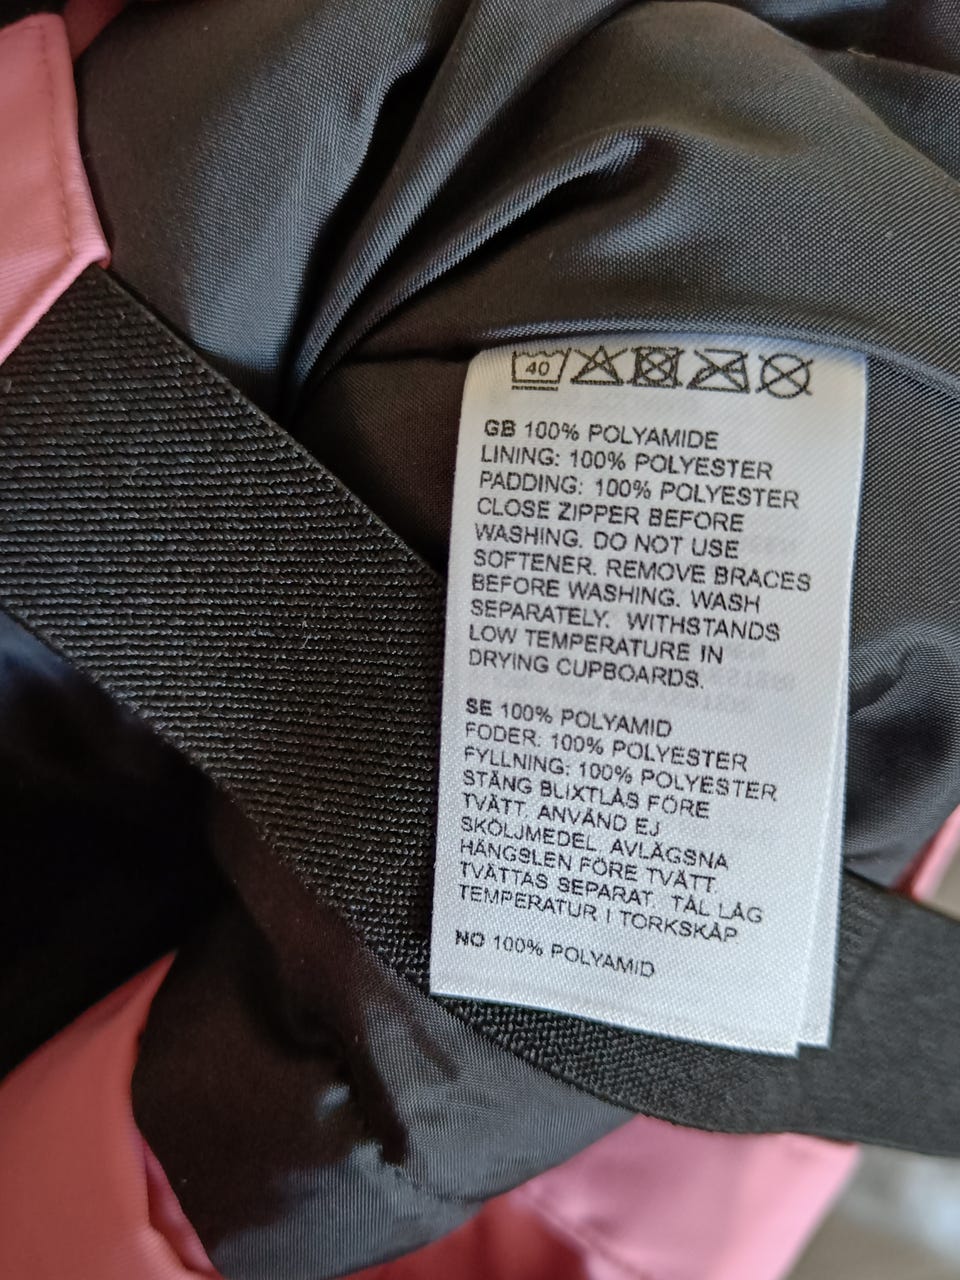 40
GB 100% POLYAMIDE
LINING: 100% POLYESTER
PADDING: 100% POLYESTER
CLOSE ZIPPER BEFORE
WASHING. DO NOT USE
SOFTENER. REMOVE BRACES
BEFORE WASHING. WASH
SEPARATELY. WITHSTANDS
LOW TEMPERATURE IN
DRYING CUPBOARDS.
SE 100% POLYAMID
FODER: 100% POLYESTER
FYLLNING: 100% POLYESTER
STÄNG BLIXTLÅS FÖRE
TVÄTT. ANVÄND EJ
SKÖLJMEDEL. AVLÄGSNA
HÄNGSLEN FÖRE TVÄTT.
TVÄTTAS SEPARAT. TÅL LÅG
TEMPERATUR I TORKSKÅP
NO 100% POLYAMID